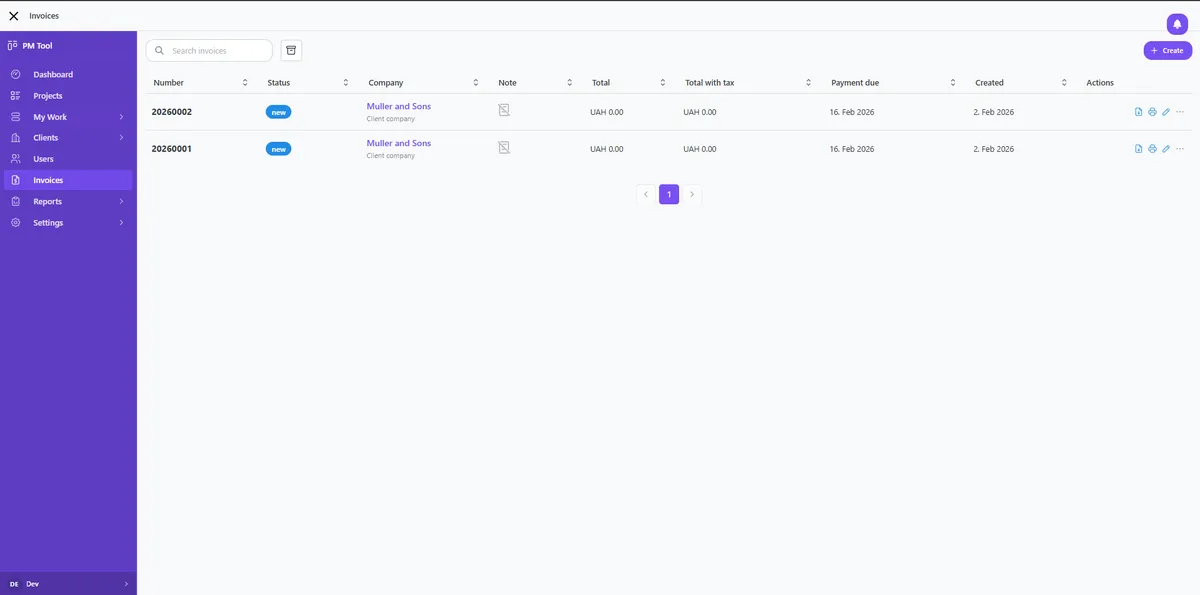 Invoices
PM Tool
Dashboard
Projects
My Work
Clients
Users
Invoices
Reports
Settings
DE Dev
Search invoices
Create
Number Status Company Note Total Total with tax Payment due Created Actions
20260002 new Muller and Sons UAH 0.00 UAH 0.00 16. Feb 2026 2. Feb 2026
Client company
20260001 new Muller and Sons UAH 0.00 UAH 0.00 16. Feb 2026 2. Feb 2026
Client company
1